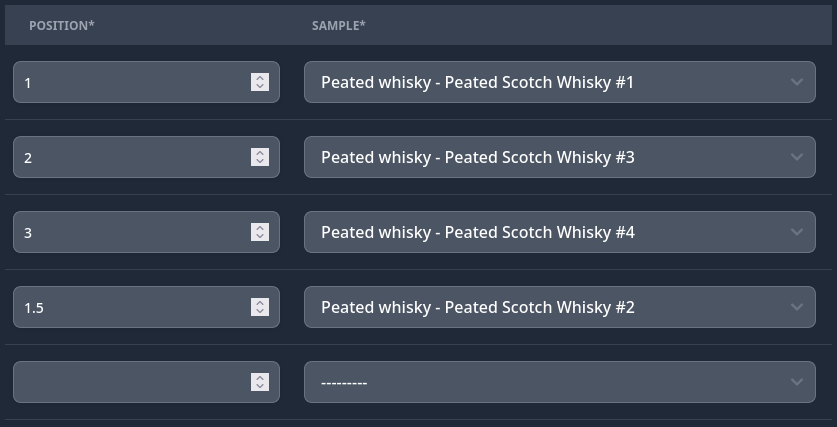 POSITION* SAMPLE*
1 Peated whisky - Peated Scotch Whisky #1
2 Peated whisky - Peated Scotch Whisky #3
3 Peated whisky - Peated Scotch Whisky #4
1.5 Peated whisky - Peated Scotch Whisky #2
---------